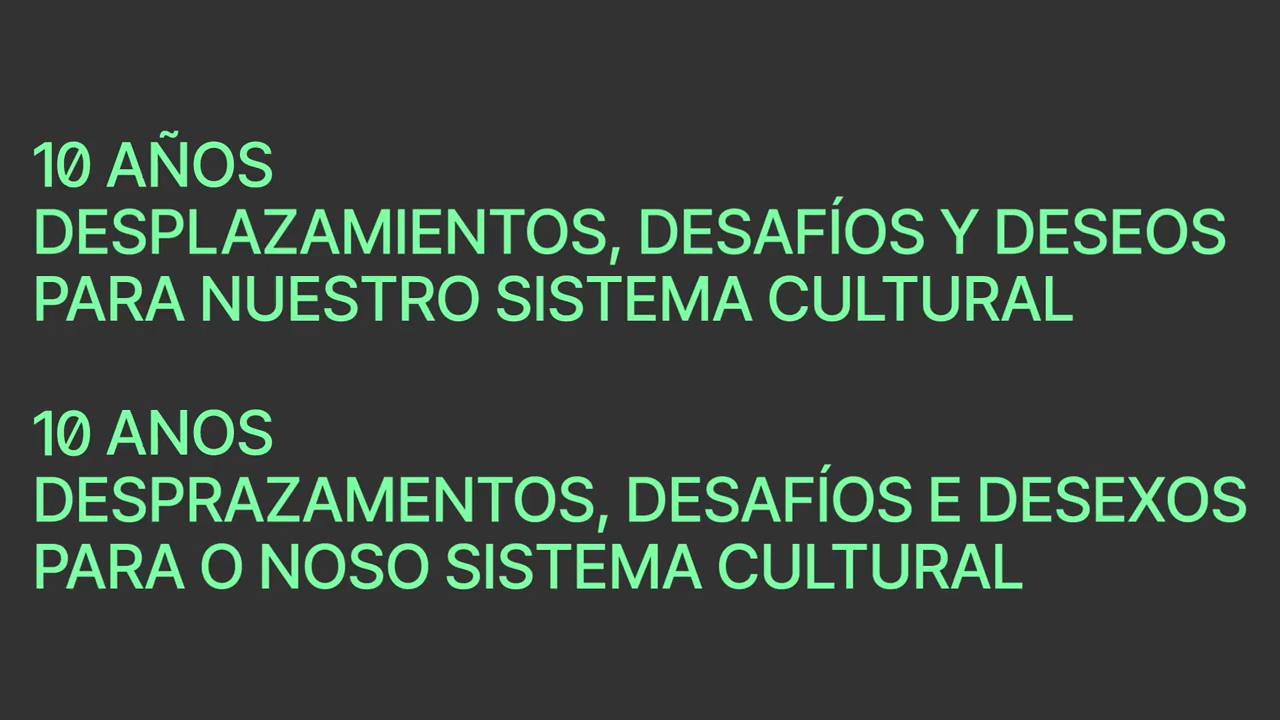 10 AÑOS
DESPLAZAMIENTOS, DESAFÍOS Y DESEOS
PARA NUESTRO SISTEMA CULTURAL
10 ANOS
DESPRAZAMENTOS, DESAFÍOS E DESEXOS
PARA O NOSO SISTEMA CULTURAL